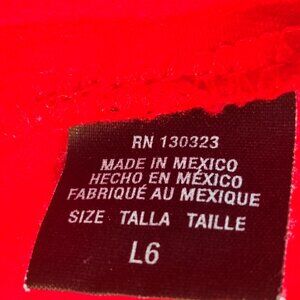 RN 130323
MADE IN MEXICO
HECHO EN MÉXICO
FABRIQUÉ AU MEXIQUE
SIZE TALLA TAILLE
L6